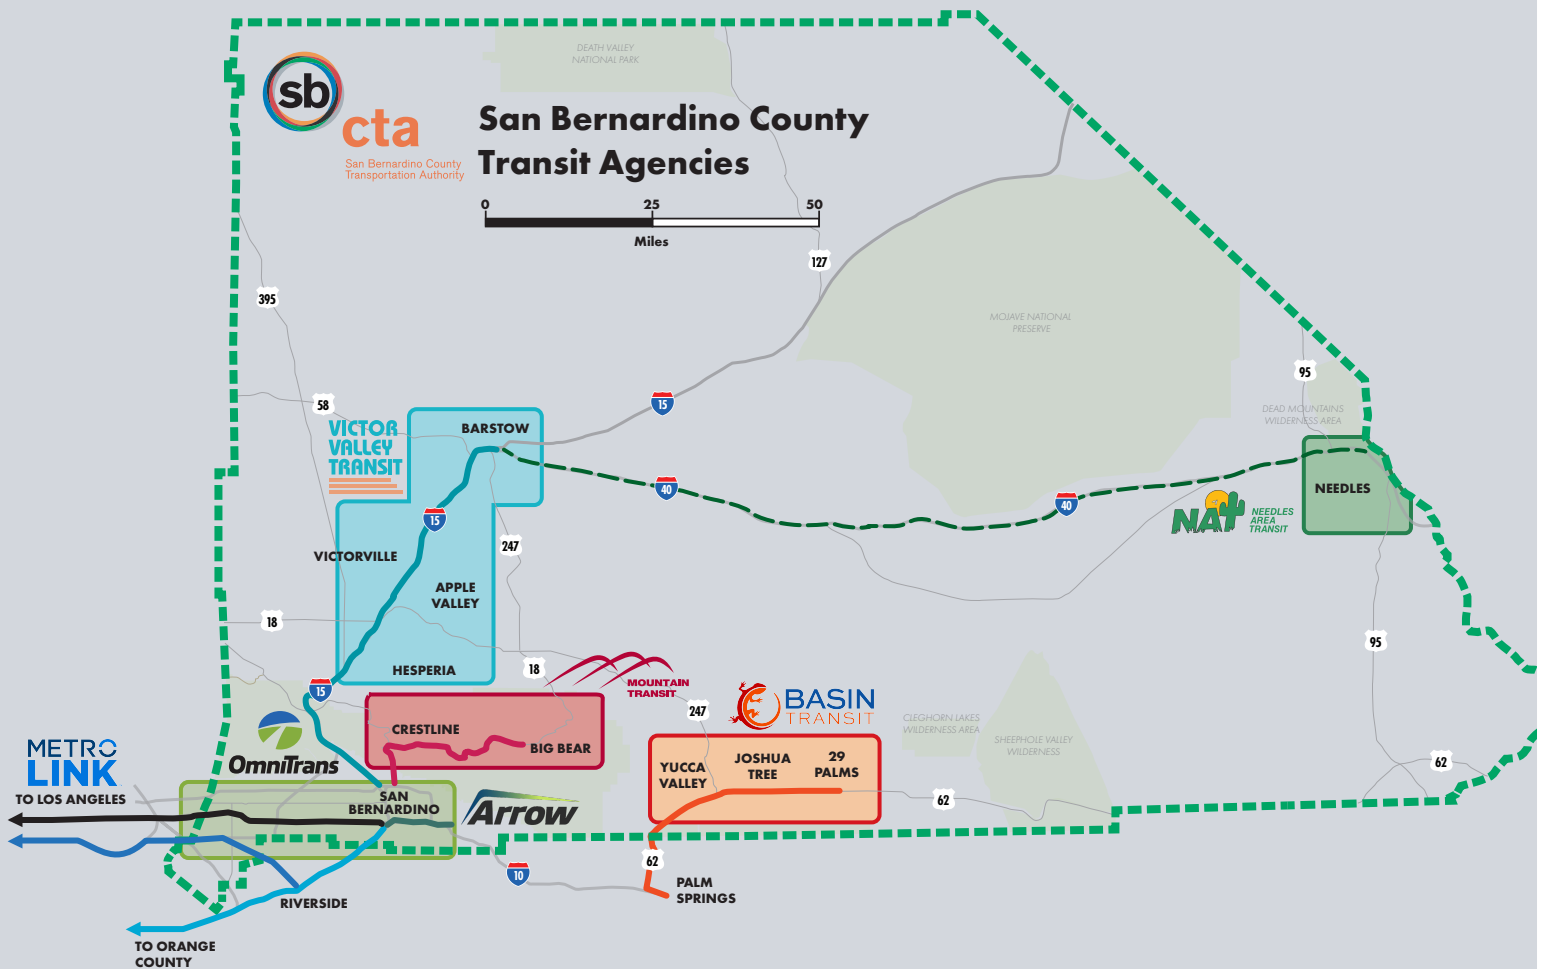 DEATH VALLEY
NATIONAL PARK
sb
cta
San Bernardino County
Transportation Authority
San Bernardino County
Transit Agencies
0 25 50
Miles
127
395
MOJAVE NATIONAL
PRESERVE
95
58
15
DEAD MOUNTAINS
WILDERNESS AREA
VICTOR
VALLEY
TRANSIT
BARSTOW
40
40
NEEDLES
NAT
NEEDLES
AREA
TRANSIT
15
247
VICTORVILLE
APPLE
VALLEY
18
95
HESPERIA
18
15
MOUNTAIN
TRANSIT
247
BASIN
TRANSIT
CLEGHORN LAKES
WILDERNESS AREA
SHEEPHOLE VALLEY
WILDERNESS
CRESTLINE
BIG BEAR
METRO
LINK
OmniTrans
YUCCA
VALLEY
JOSHUA
TREE
29
PALMS
62
TO LOS ANGELES
SAN
BERNARDINO
Arrow
62
62
10
PALM
SPRINGS
RIVERSIDE
TO ORANGE
COUNTY